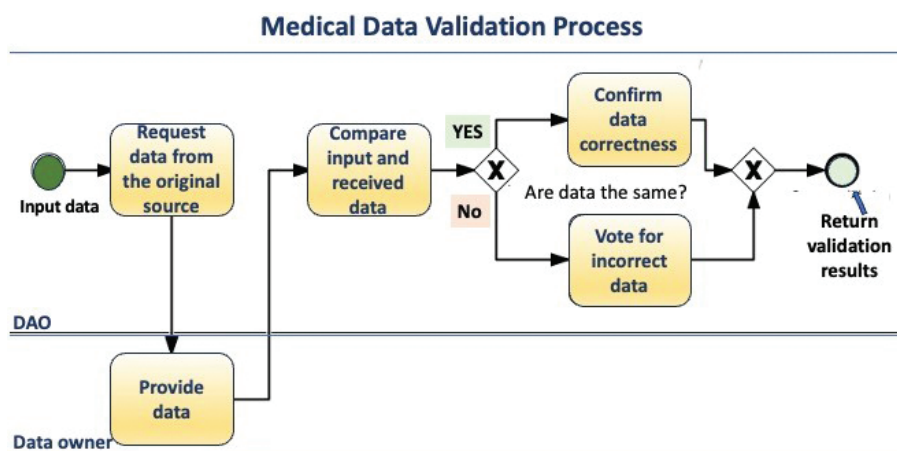 Medical Data Validation Process
Input data
Request
data from
the original
source
Compare
input and
received
data
YES
X
No
Are data the same?
Confirm
data
correctness
Vote for
incorrect
data
X
Return
validation
results
DAO
Provide
data
Data owner